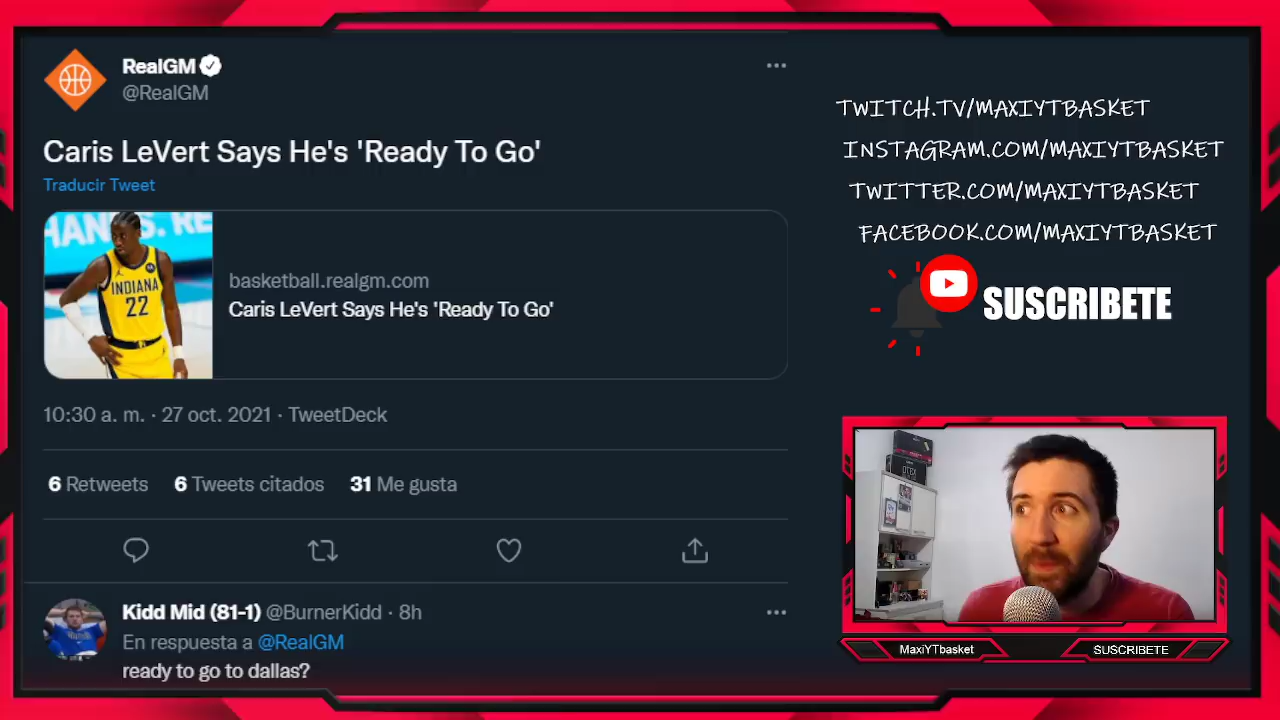 RealGM
@RealGM
Caris LeVert Says He's 'Ready To Go'
Traducir Tweet
HANKS. RE
INDIANA
22
basketball.realgm.com
Caris LeVert Says He's 'Ready To Go'
10:30 a. m. · 27 oct. 2021 · TweetDeck
6 Retweets 6 Tweets citados 31 Me gusta
Kidd Mid (81-1) @BurnerKidd · 8h
En respuesta a @RealGM
ready to go to dallas?
TWITCH.TV/MAXIYTBASKET
INSTAGRAM.COM/MAXIYTBASKET
TWITTER.COM/MAXIYTBASKET
FACEBOOK.COM/MAXIYTBASKET
SUSCRIBETE
MaxiYTbasket
SUSCRIBETE